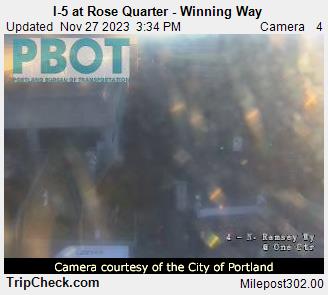 I-5 at Rose Quarter - Winning Way
Updated Nov 27 2023 3:34 PM Camera 4
PBOT
PORTLAND BUREAU OF TRANSPORTATION
4 - N. Ramsey Wy
@ One Ctr
Camera courtesy of the City of Portland
TripCheck.com Milepost302.00